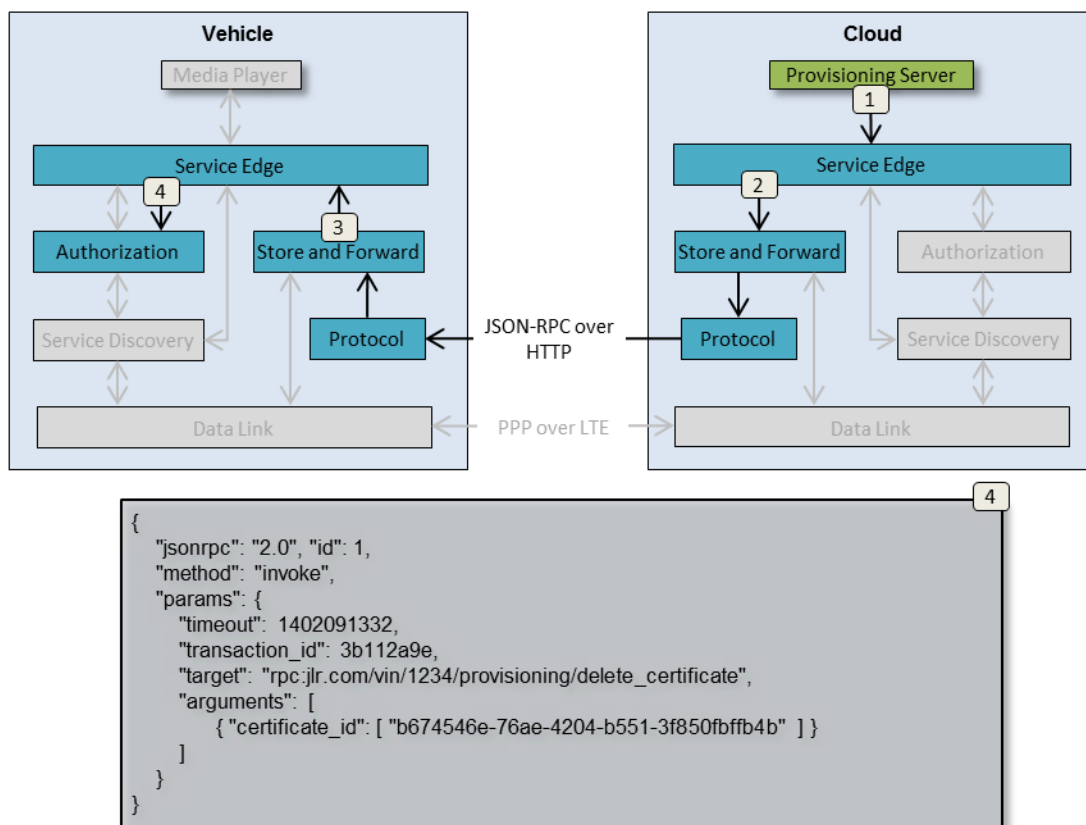 Vehicle
Media Player
Service Edge
4
3
Authorization
Store and Forward
Service Discovery
Protocol
Data Link
JSON-RPC over
HTTP
PPP over LTE
Cloud
Provisioning Server
1
Service Edge
2
Store and Forward
Authorization
Protocol
Service Discovery
Data Link
4
{
"jsonrpc": "2.0", "id": 1,
"method": "invoke",
"params": {
"timeout": 1402091332,
"transaction_id": 3b112a9e,
"target": "rpc:jlr.com/vin/1234/provisioning/delete_certificate",
"arguments": [
{ "certificate_id": [ "b674546e-76ae-4204-b551-3f850fbffb4b" ] }
]
}
}